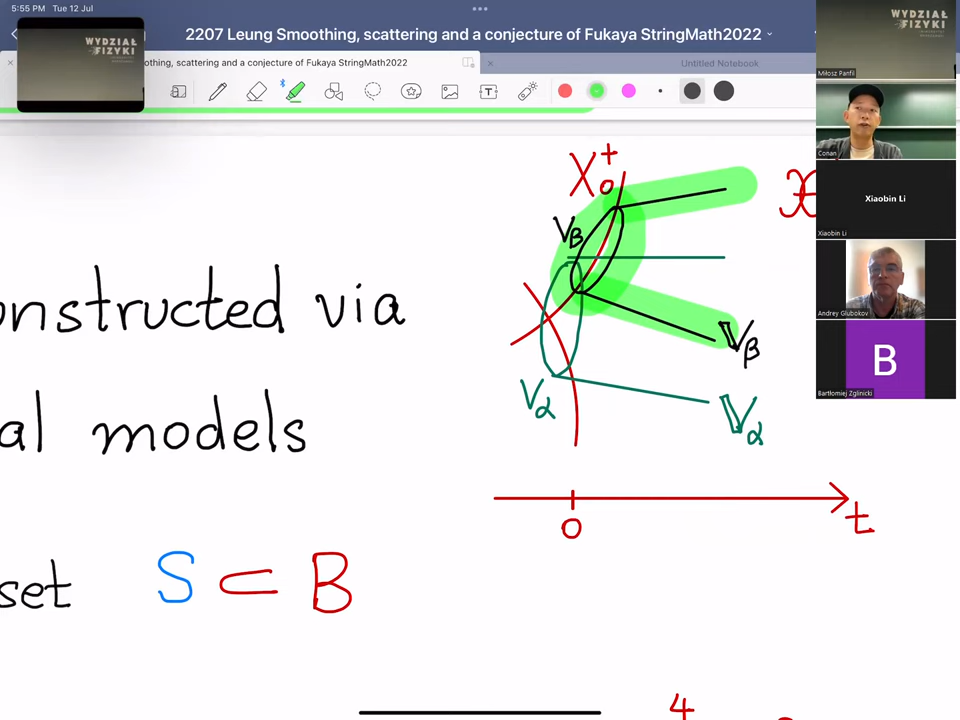 5:55 PM Tue 12 Jul
WYDZIAŁ
FIZYKI
2207 Leung Smoothing, scattering and a conjecture of Fukaya StringMath2022
othing, scattering and a conjecture of Fukaya StringMath2022
Untitled Notebook
WYDZIAŁ
FIZYKI
Miłosz Panfil
Conan
Xiaobin Li
Xiaobin Li
Andrey Glubokov
B
Bartłomiej Zglinicki
X₀⁺
𝔛
V_β
onstructed via
𝕍_β
V_α
𝕍_α
al models
0
t
set S ⊂ B
4